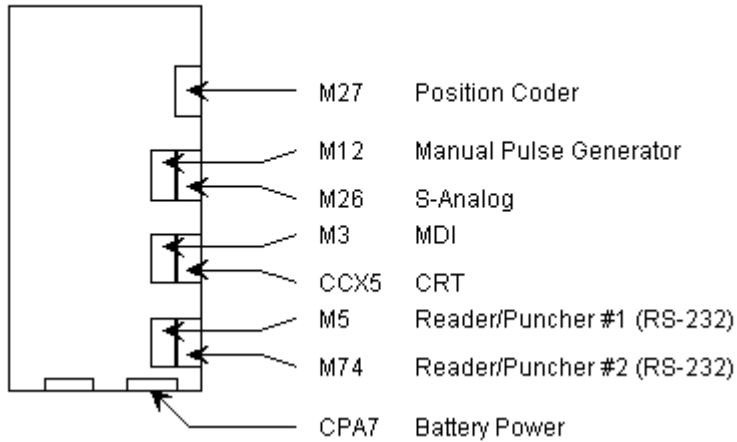 M27 Position Coder
M12 Manual Pulse Generator
M26 S-Analog
M3 MDI
CCX5 CRT
M5 Reader/Puncher #1 (RS-232)
M74 Reader/Puncher #2 (RS-232)
CPA7 Battery Power